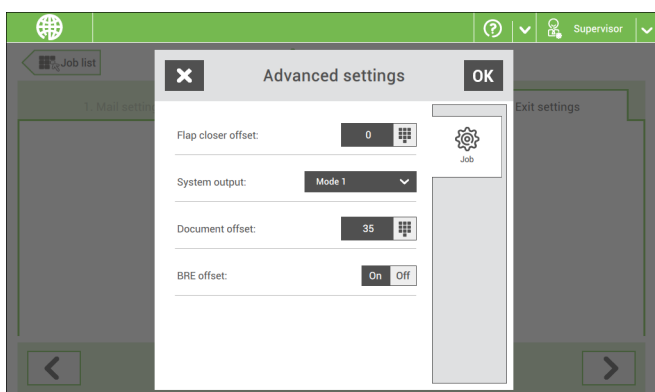 Supervisor
Job list
Advanced settings
OK
1. Mail settin
Exit settings
Flap closer offset:
0
Job
System output:
Mode 1
Document offset:
35
BRE offset:
On Off